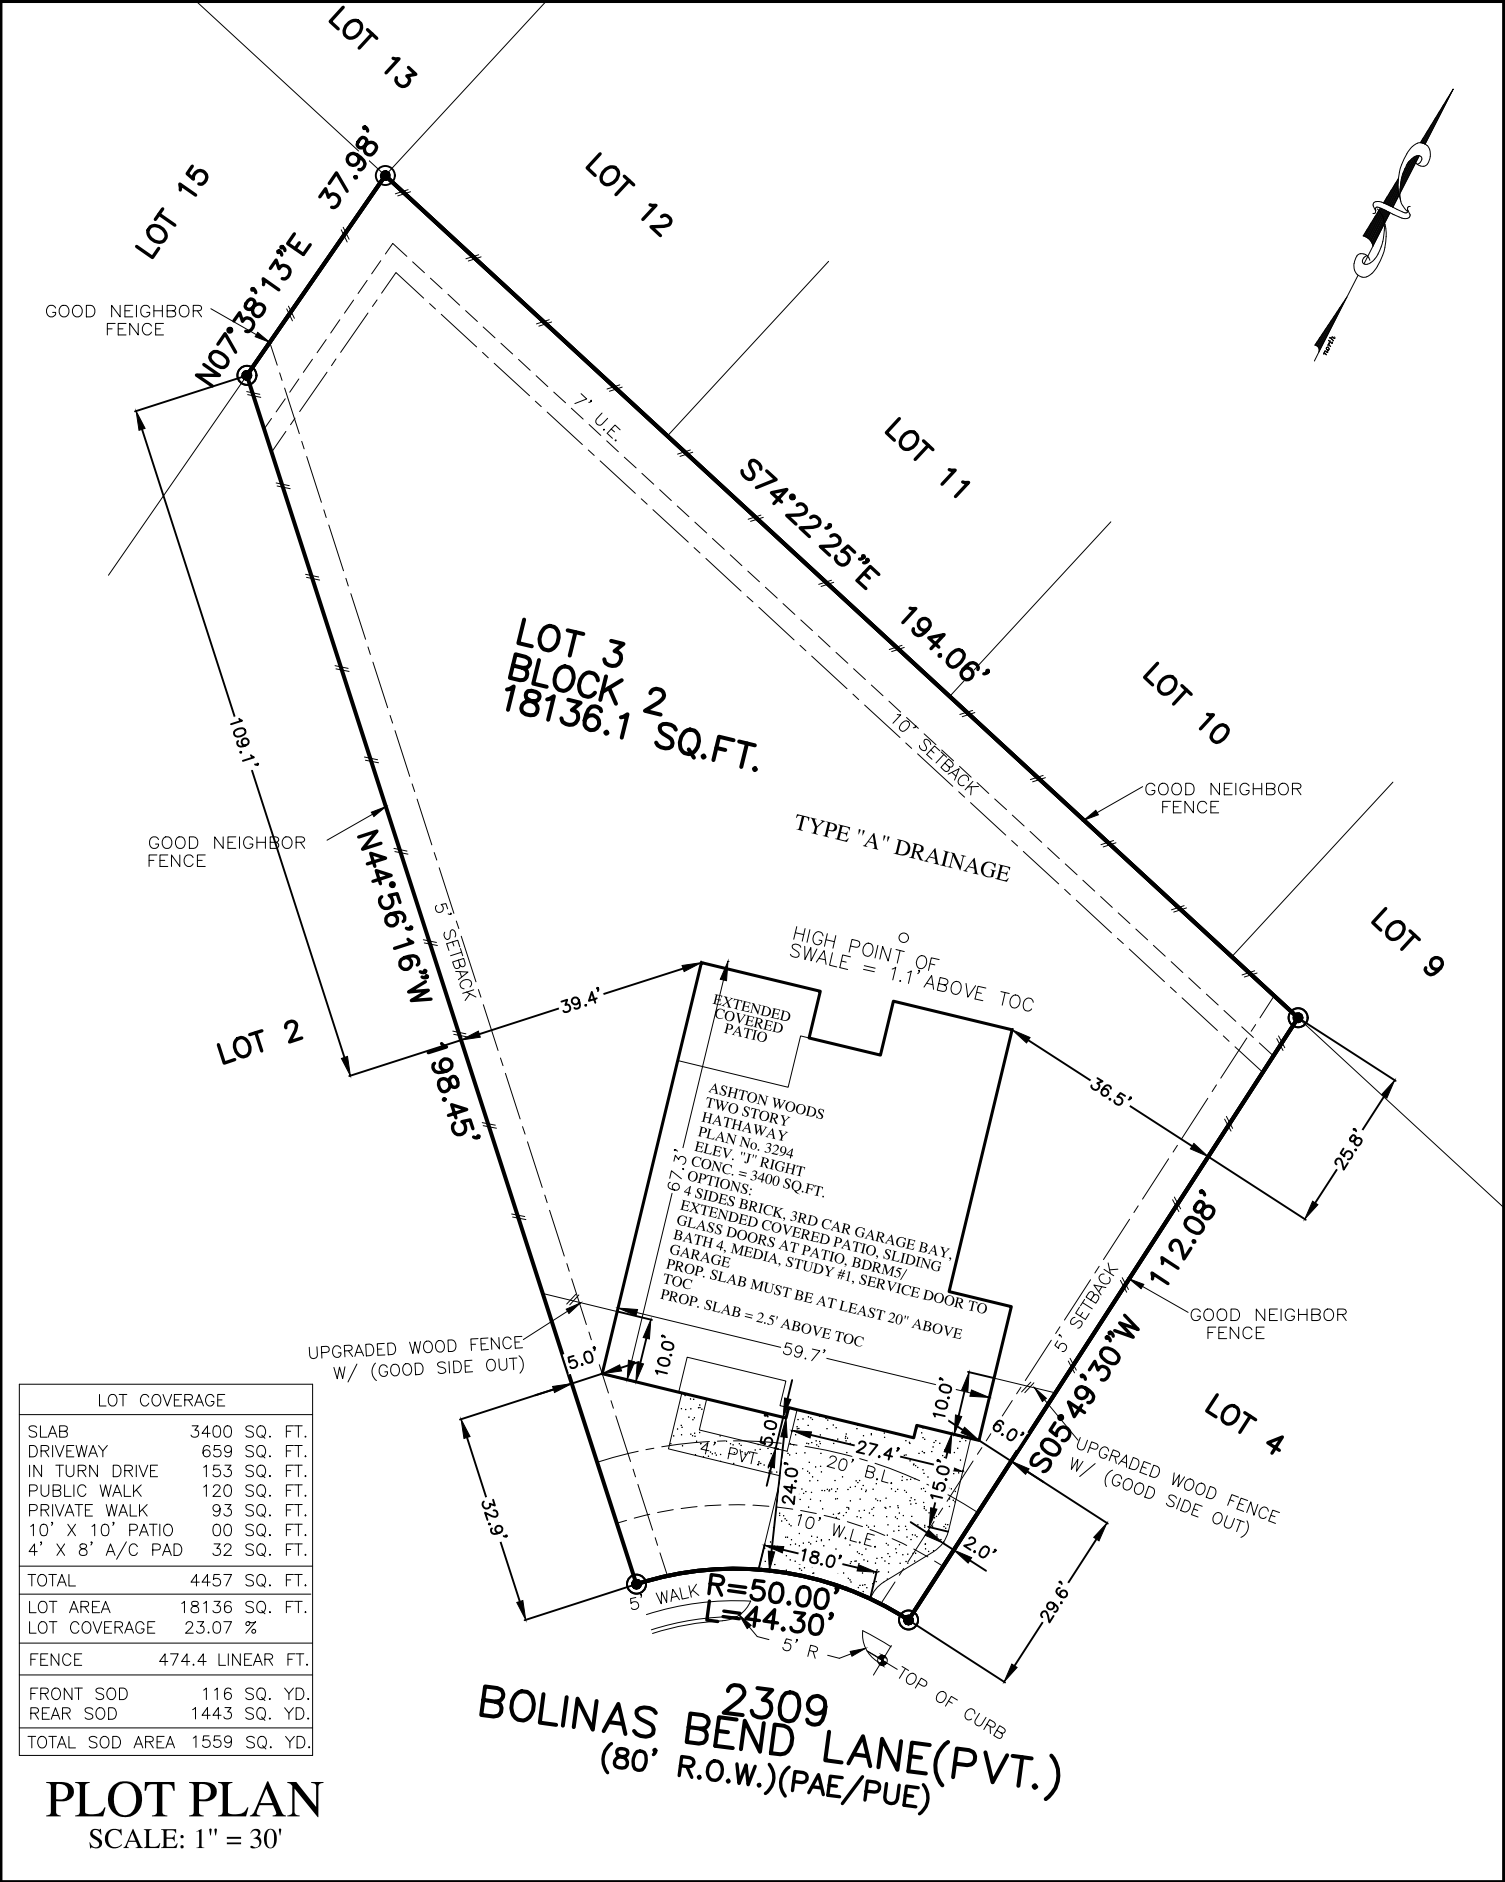 LOT 13
LOT 15
37.98'
N07°38'13"E
LOT 12
north
GOOD NEIGHBOR
FENCE
7' U.E.
LOT 11
S74°22'25"E 194.06'
LOT 3
BLOCK 2
18136.1 SQ.FT.
LOT 10
109.1'
10' SETBACK
GOOD NEIGHBOR
FENCE
GOOD NEIGHBOR
FENCE
TYPE "A" DRAINAGE
N44°56'16"W 198.45'
5' SETBACK
HIGH POINT OF
SWALE = 1.1' ABOVE TOC
LOT 9
39.4'
LOT 2
EXTENDED
COVERED
PATIO
36.5'
25.8'
ASHTON WOODS
TWO STORY
HATHAWAY
PLAN No. 3294
ELEV. "J" RIGHT
CONC. = 3400 SQ.FT.
OPTIONS:
4 SIDES BRICK, 3RD CAR GARAGE BAY,
EXTENDED COVERED PATIO, SLIDING
GLASS DOORS AT PATIO, BDRM5/
BATH 4, MEDIA, STUDY #1, SERVICE DOOR TO
GARAGE
PROP. SLAB MUST BE AT LEAST 20" ABOVE
TOC
PROP. SLAB = 2.5' ABOVE TOC
67.3'
S05°49'30"W 112.08'
5' SETBACK
GOOD NEIGHBOR
FENCE
UPGRADED WOOD FENCE
W/ (GOOD SIDE OUT)
5.0'
10.0'
59.7'
10.0'
6.0'
LOT 4
UPGRADED WOOD FENCE
W/ (GOOD SIDE OUT)
4' PVT.
5.0'
27.4'
20' B.L.
24.0'
15.0'
10' W.L.E.
18.0'
2.0'
32.9'
29.6'
5' WALK
R=50.00'
L=44.30'
5' R
TOP OF CURB
2309
BOLINAS BEND LANE(PVT.)
(80' R.O.W.)(PAE/PUE)
LOT COVERAGE
SLAB 3400 SQ. FT.
DRIVEWAY 659 SQ. FT.
IN TURN DRIVE 153 SQ. FT.
PUBLIC WALK 120 SQ. FT.
PRIVATE WALK 93 SQ. FT.
10' X 10' PATIO 00 SQ. FT.
4' X 8' A/C PAD 32 SQ. FT.
TOTAL 4457 SQ. FT.
LOT AREA 18136 SQ. FT.
LOT COVERAGE 23.07 %
FENCE 474.4 LINEAR FT.
FRONT SOD 116 SQ. YD.
REAR SOD 1443 SQ. YD.
TOTAL SOD AREA 1559 SQ. YD.
PLOT PLAN
SCALE: 1" = 30'